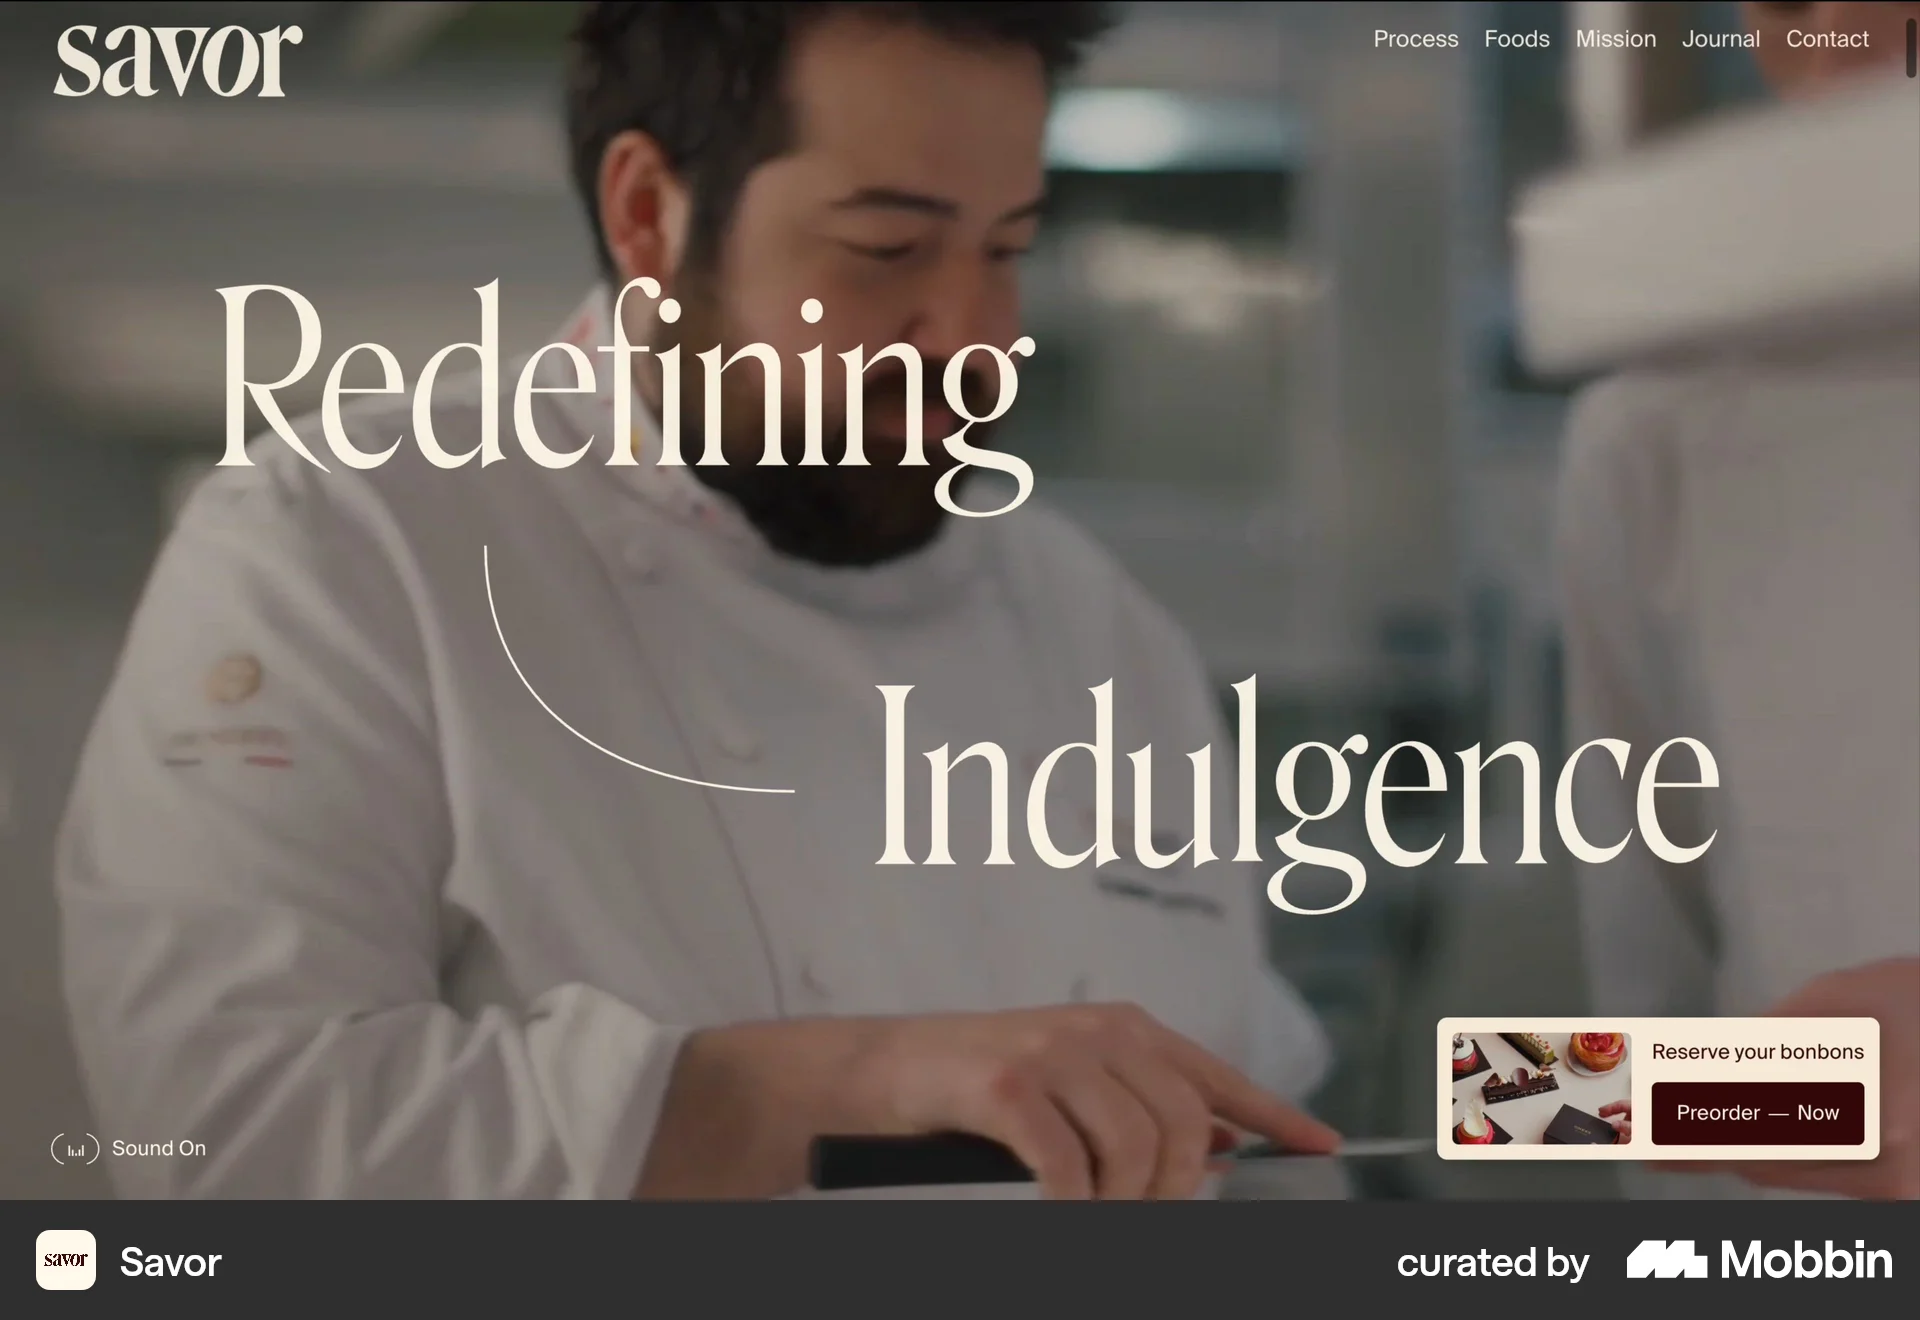 savor
Process Foods Mission Journal Contact
Redefining
Indulgence
Reserve your bonbons
Preorder — Now
Sound On
savor
Savor
curated by Mobbin